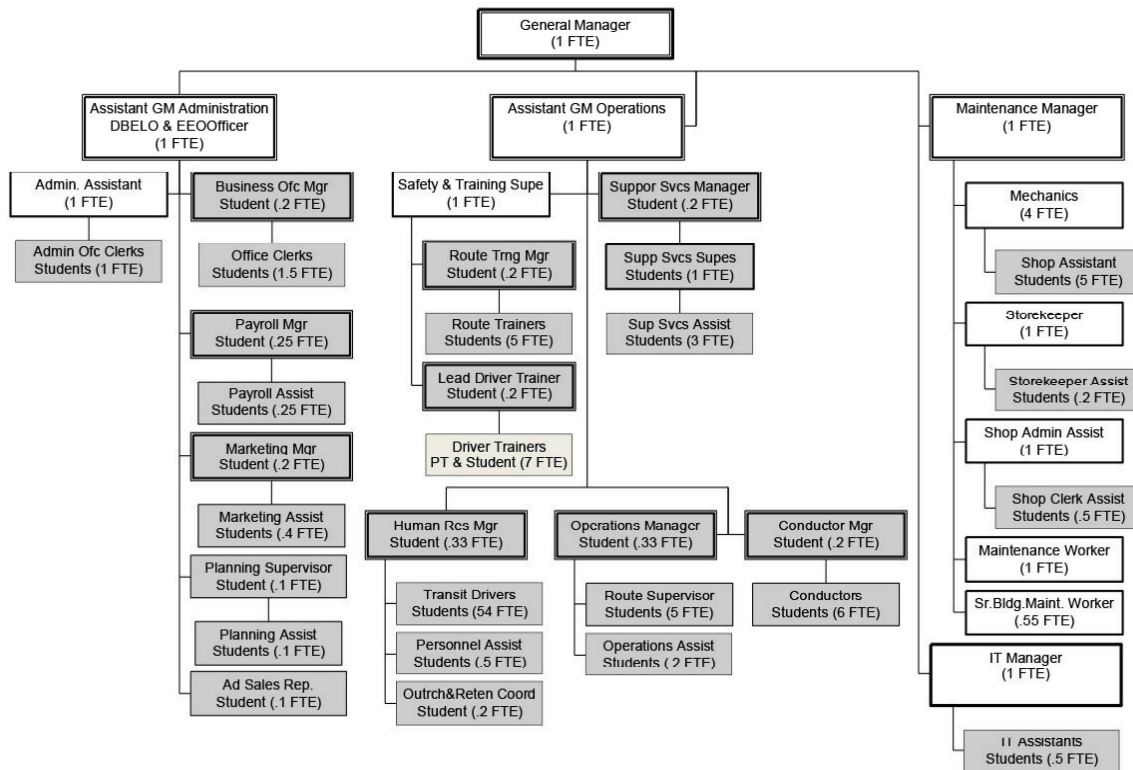 General Manager
(1 FTE)
Assistant GM Administration
DBELO & EEOOfficer
(1 FTE)
Assistant GM Operations
(1 FTE)
Maintenance Manager
(1 FTE)
Admin. Assistant
(1 FTE)
Business Ofc Mgr
Student (.2 FTE)
Admin Ofc Clerks
Students (1 FTE)
Office Clerks
Students (1.5 FTE)
Payroll Mgr
Student (.25 FTE)
Payroll Assist
Students (.25 FTE)
Marketing Mgr
Student (.2 FTE)
Marketing Assist
Students (.4 FTE)
Planning Supervisor
Student (.1 FTE)
Planning Assist
Students (.1 FTE)
Ad Sales Rep.
Student (.1 FTE)
Safety & Training Supe
(1 FTE)
Suppor Svcs Manager
Student (.2 FTE)
Route Trng Mgr
Student (.2 FTE)
Supp Svcs Supes
Students (1 FTE)
Route Trainers
Students (5 FTE)
Sup Svcs Assist
Students (3 FTE)
Lead Driver Trainer
Student (.2 FTE)
Driver Trainers
PT & Student (7 FTE)
Human Rcs Mgr
Student (.33 FTE)
Operations Manager
Student (.33 FTE)
Conductor Mgr
Student (.2 FTE)
Transit Drivers
Students (54 FTE)
Route Supervisor
Students (5 FTE)
Conductors
Students (6 FTE)
Personnel Assist
Students (.5 FTE)
Operations Assist
Students (.2 FTE)
Outrch&Reten Coord
Student (.2 FTE)
Mechanics
(4 FTE)
Shop Assistant
Students (5 FTE)
Storekeeper
(1 FTE)
Storekeeper Assist
Students (.2 FTE)
Shop Admin Assist
(1 FTE)
Shop Clerk Assist
Students (.5 FTE)
Maintenance Worker
(1 FTE)
Sr.Bldg.Maint. Worker
(.55 FTE)
IT Manager
(1 FTE)
IT Assistants
Students (.5 FTE)